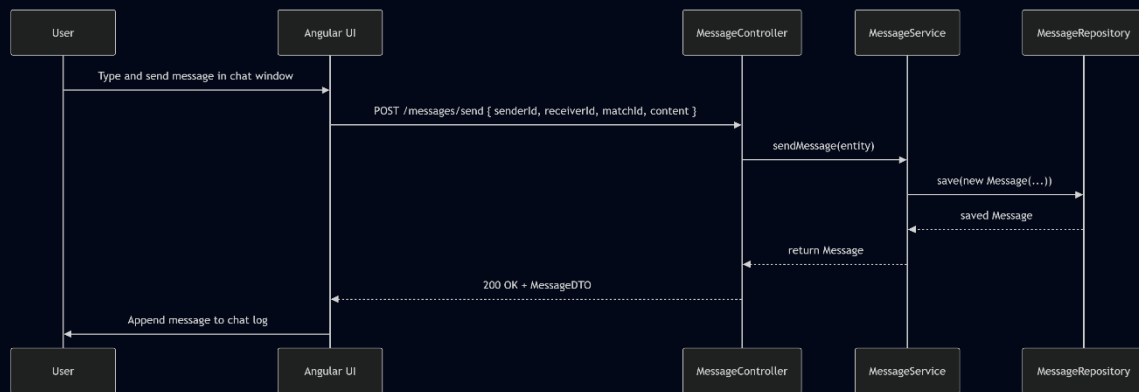 User
Angular UI
MessageController
MessageService
MessageRepository
Type and send message in chat window
POST /messages/send { senderId, receiverId, matchId, content }
sendMessage(entity)
save(new Message(...))
saved Message
return Message
200 OK + MessageDTO
Append message to chat log
User
Angular UI
MessageController
MessageService
MessageRepository